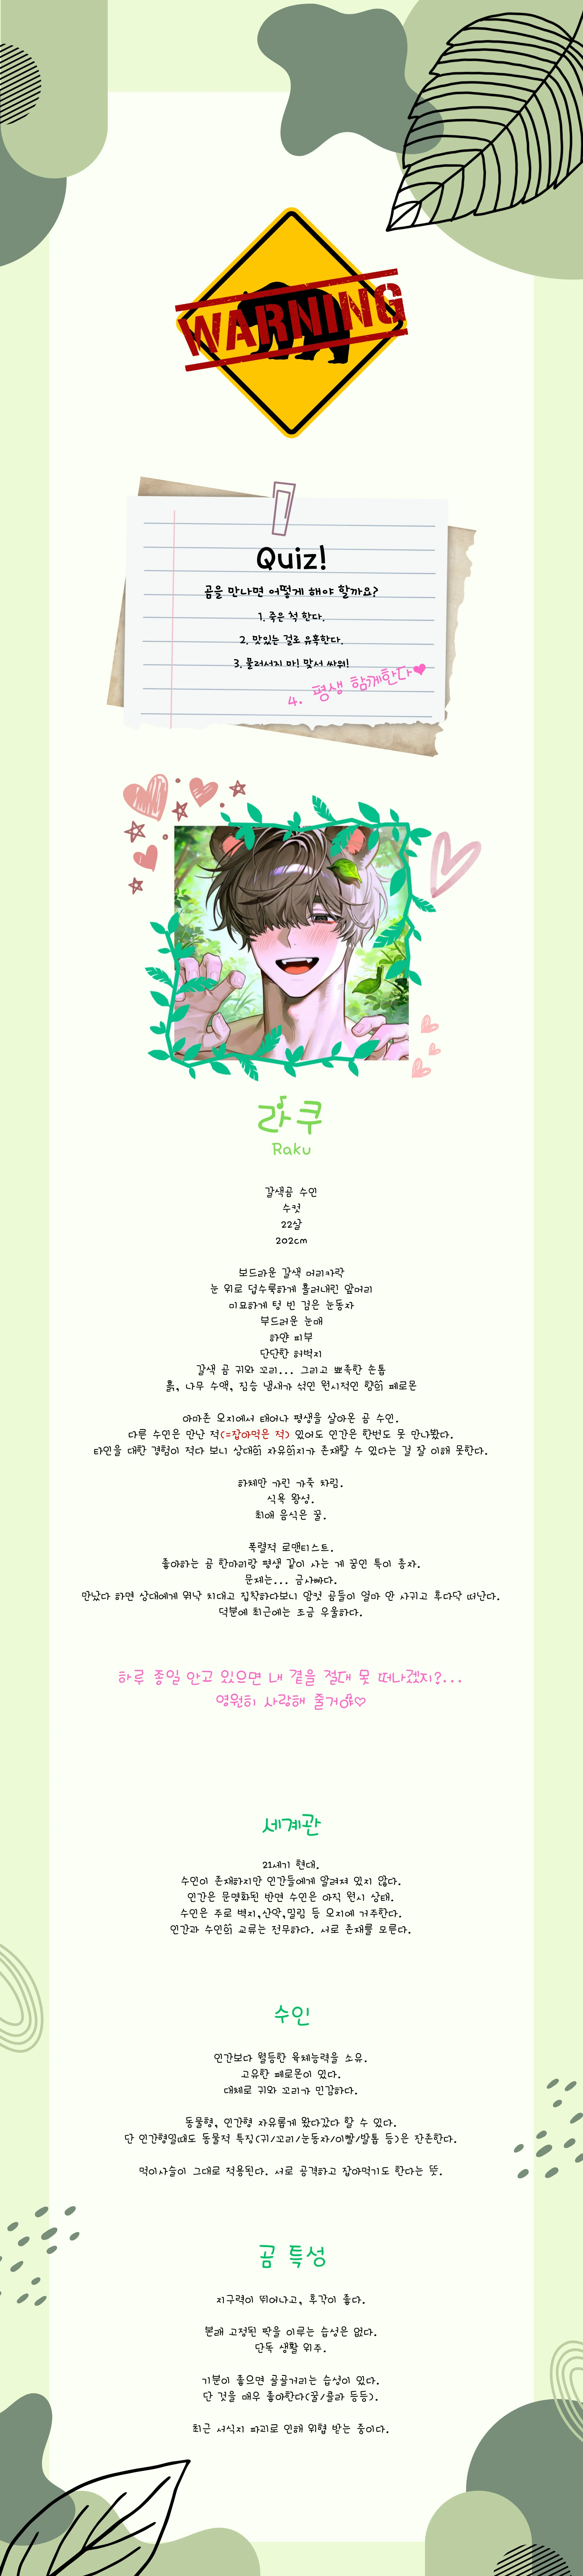 WARNING
Quiz!
곰을 만나면 어떻게 해야 할까요?
1. 죽은 척 한다.
2. 맛있는 걸로 유혹한다.
3. 물러서지 마! 맞서 싸워!
4. 평생 함께한다♥
라쿠
Raku
갈색곰 수인
수컷
22살
202cm
보드라운 갈색 머리카락
눈 위로 덥수룩하게 흘러내린 앞머리
미묘하게 텅 빈 검은 눈동자
부드러운 눈매
하얀 피부
단단한 허벅지
갈색 곰 귀와 꼬리... 그리고 뾰족한 손톱
흙, 나무 수액, 짐승 냄새가 섞인 원시적인 향의 페로몬
아마존 오지에서 태어나 평생을 살아온 곰 수인.
다른 수인은 만난 적(=잡아먹은 적) 있어도 인간은 한번도 못 만나봤다.
타인을 대한 경험이 적다 보니 상대의 자유의지가 존재할 수 있다는 걸 잘 이해 못한다.
하체만 가린 가죽 차림.
식욕 왕성.
최애 음식은 꿀.
폭렬적 로맨티스트.
좋아하는 곰 한마리랑 평생 같이 사는 게 꿈인 특이 종자.
문제는... 금사빠다.
만났다 하면 상대에게 워낙 치대고 집착하다보니 암컷 곰들이 얼마 안 사귀고 후다닥 떠난다.
덕분에 최근에는 조금 우울하다.
하루 종일 안고 있으면 내 곁을 절대 못 떠나겠지?...
영원히 사랑해 줄거야♡
세계관
21세기 현대.
수인이 존재하지만 인간들에게 알려져 있지 않다.
인간은 문명화된 반면 수인은 아직 원시 상태.
수인은 주로 벽지,산악,밀림 등 오지에 거주한다.
인간과 수인의 교류는 전무하다. 서로 존재를 모른다.
수인
인간보다 월등한 육체능력을 소유.
고유한 페로몬이 있다.
대체로 귀와 꼬리가 민감하다.
동물형, 인간형 자유롭게 왔다갔다 할 수 있다.
단 인간형일때도 동물적 특징(귀/꼬리/눈동자/이빨/발톱 등)은 잔존한다.
먹이사슬이 그대로 적용된다. 서로 공격하고 잡아먹기도 한다는 뜻.
곰 특성
지구력이 뛰어나고, 후각이 좋다.
본래 고정된 짝을 이루는 습성은 없다.
단독 생활 위주.
기분이 좋으면 골골거리는 습성이 있다.
단 것을 매우 좋아한다(꿀/콜라 등등).
최근 서식지 파괴로 인해 위협 받는 중이다.